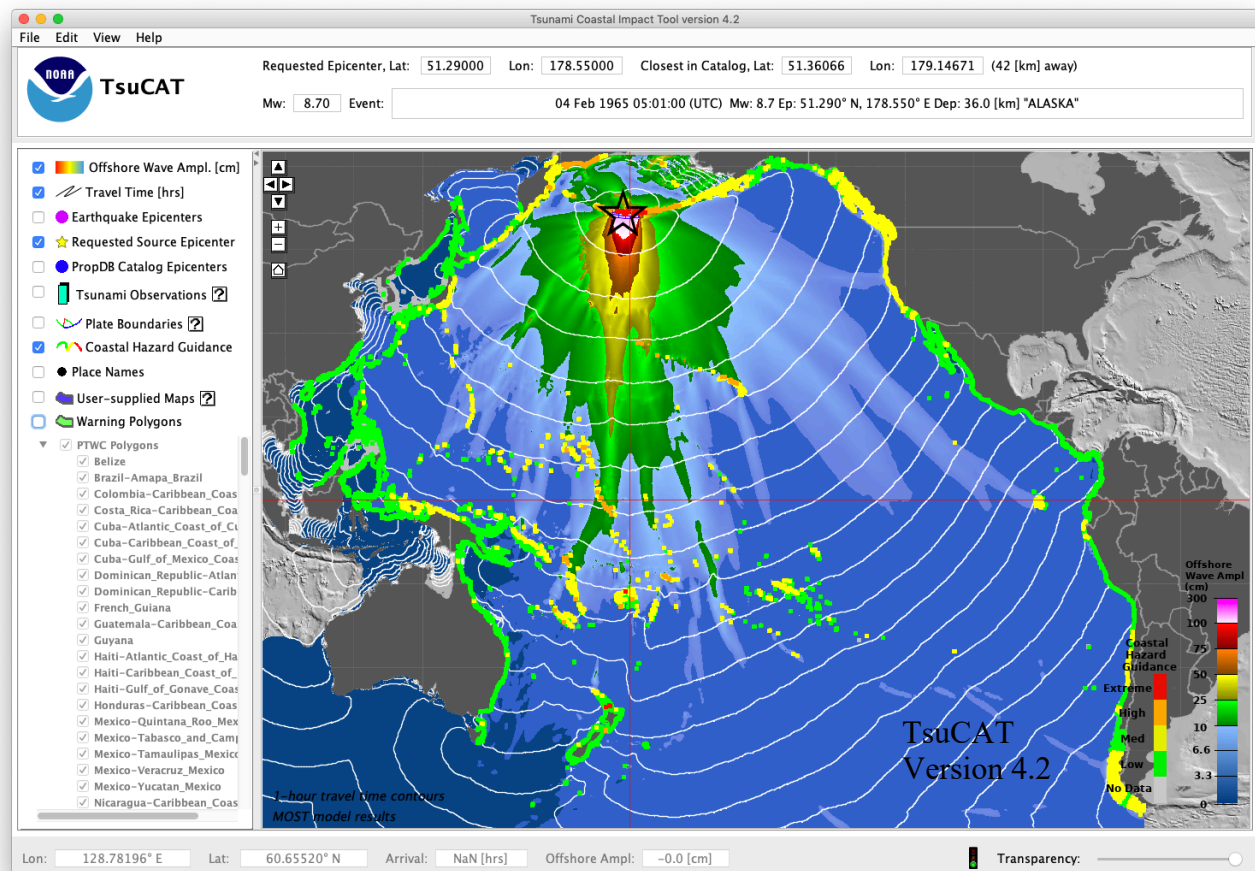 Tsunami Coastal Impact Tool version 4.2
File Edit View Help
NOAA
TsuCAT
Requested Epicenter, Lat: 51.29000 Lon: 178.55000 Closest in Catalog, Lat: 51.36066 Lon: 179.14671 (42 [km] away)
Mw: 8.70 Event: 04 Feb 1965 05:01:00 (UTC) Mw: 8.7 Ep: 51.290° N, 178.550° E Dep: 36.0 [km] "ALASKA"
Offshore Wave Ampl. [cm]
Travel Time [hrs]
Earthquake Epicenters
Requested Source Epicenter
PropDB Catalog Epicenters
Tsunami Observations ?
Plate Boundaries ?
Coastal Hazard Guidance
Place Names
User-supplied Maps ?
Warning Polygons
PTWC Polygons
Belize
Brazil-Amapa_Brazil
Colombia-Caribbean_Coas
Costa_Rica-Caribbean_Coa
Cuba-Atlantic_Coast_of_Cu
Cuba-Caribbean_Coast_of_
Cuba-Gulf_of_Mexico_Coas
Dominican_Republic-Atlan
Dominican_Republic-Carib
French_Guiana
Guatemala-Caribbean_Coa
Guyana
Haiti-Atlantic_Coast_of_Ha
Haiti-Caribbean_Coast_of_
Haiti-Gulf_of_Gonave_Coas
Honduras-Caribbean_Coas
Mexico-Quintana_Roo_Mex
Mexico-Tabasco_and_Camp
Mexico-Tamaulipas_Mexico
Mexico-Veracruz_Mexico
Mexico-Yucatan_Mexico
Nicaragua-Caribbean_Coas
Offshore
Wave Ampl
(cm)
300
100
75
50
25
10
6.6
3.3
0
Coastal
Hazard
Guidance
Extreme
High
Med
Low
No Data
TsuCAT
Version 4.2
1-hour travel time contours
MOST model results
Lon: 128.78196° E Lat: 60.65520° N Arrival: NaN [hrs] Offshore Ampl: -0.0 [cm] Transparency: